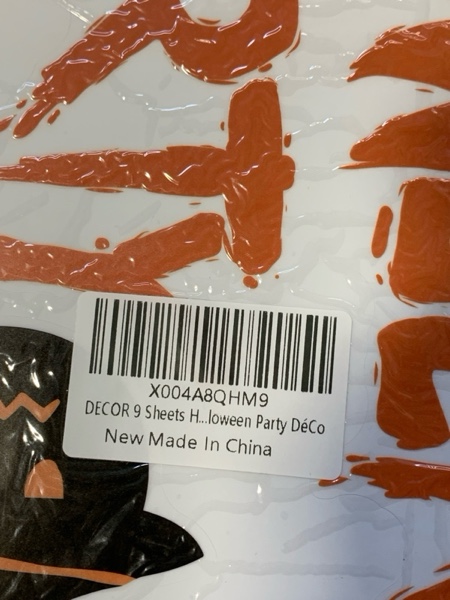 X004A8QHM9
DECOR 9 Sheets H...loween Party DéCo
New Made In China